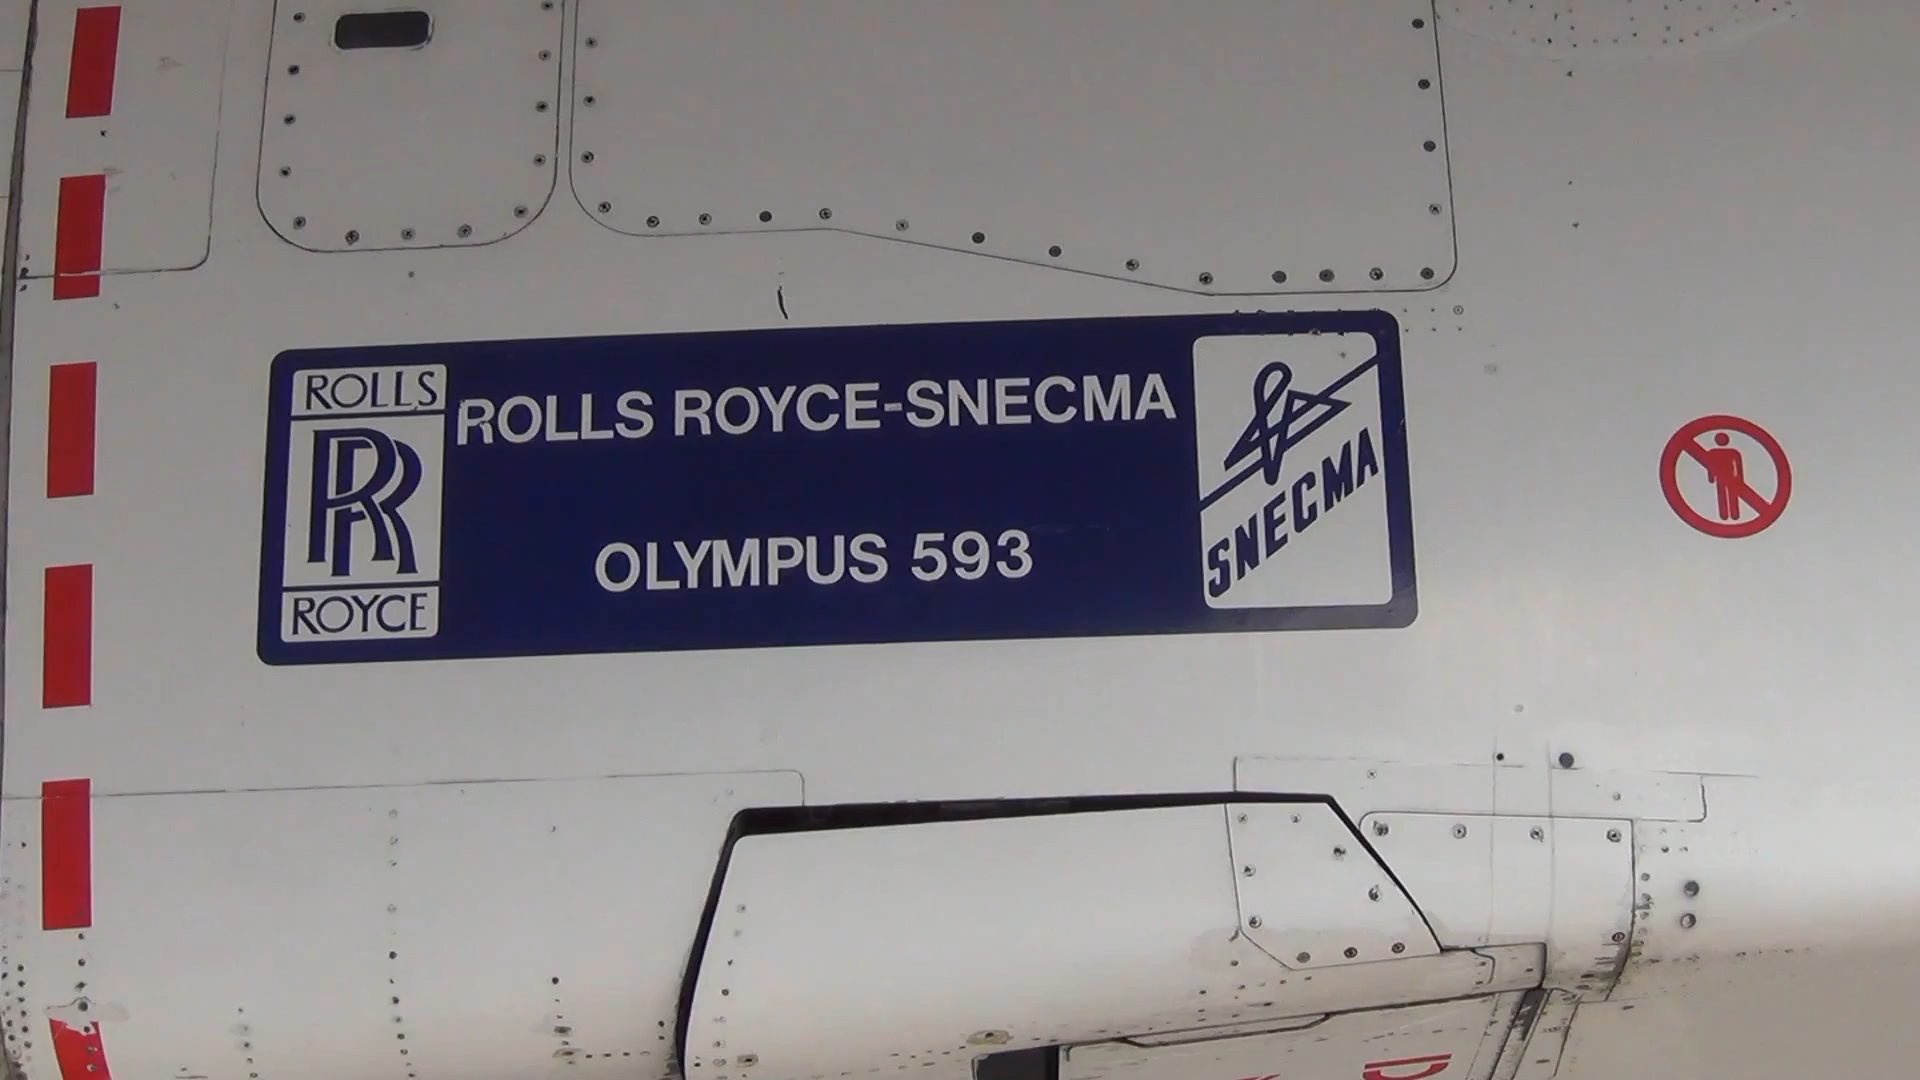 ROLLS
ROYCE
ROLLS ROYCE-SNECMA
OLYMPUS 593
SNECMA